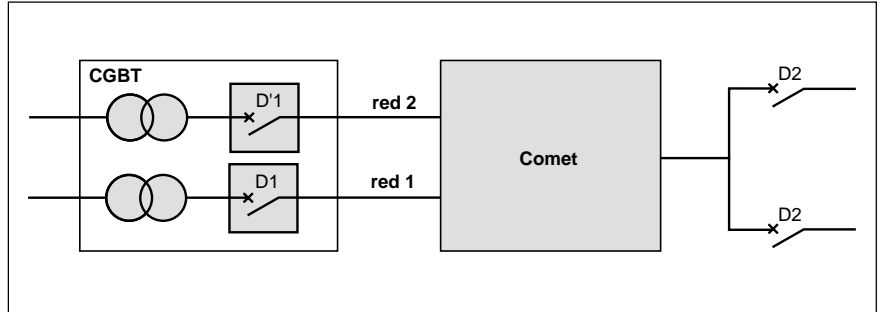 CGBT
D'1
red 2
D1
red 1
Comet
D2
D2